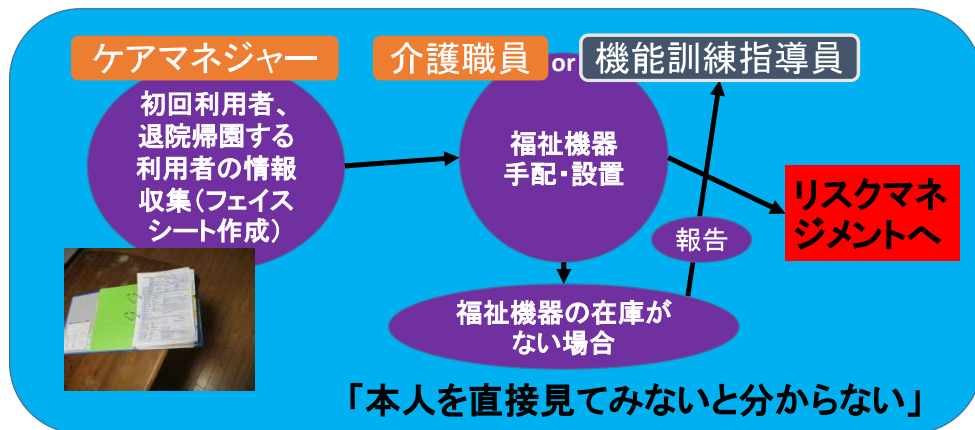 ケアマネジャー
初回利用者、
退院帰園する
利用者の情報
収集(フェイス
シート作成)
介護職員
or
機能訓練指導員
福祉機器
手配・設置
報告
リスクマネ
ジメントへ
福祉機器の在庫が
ない場合
「本人を直接見てみないと分からない」